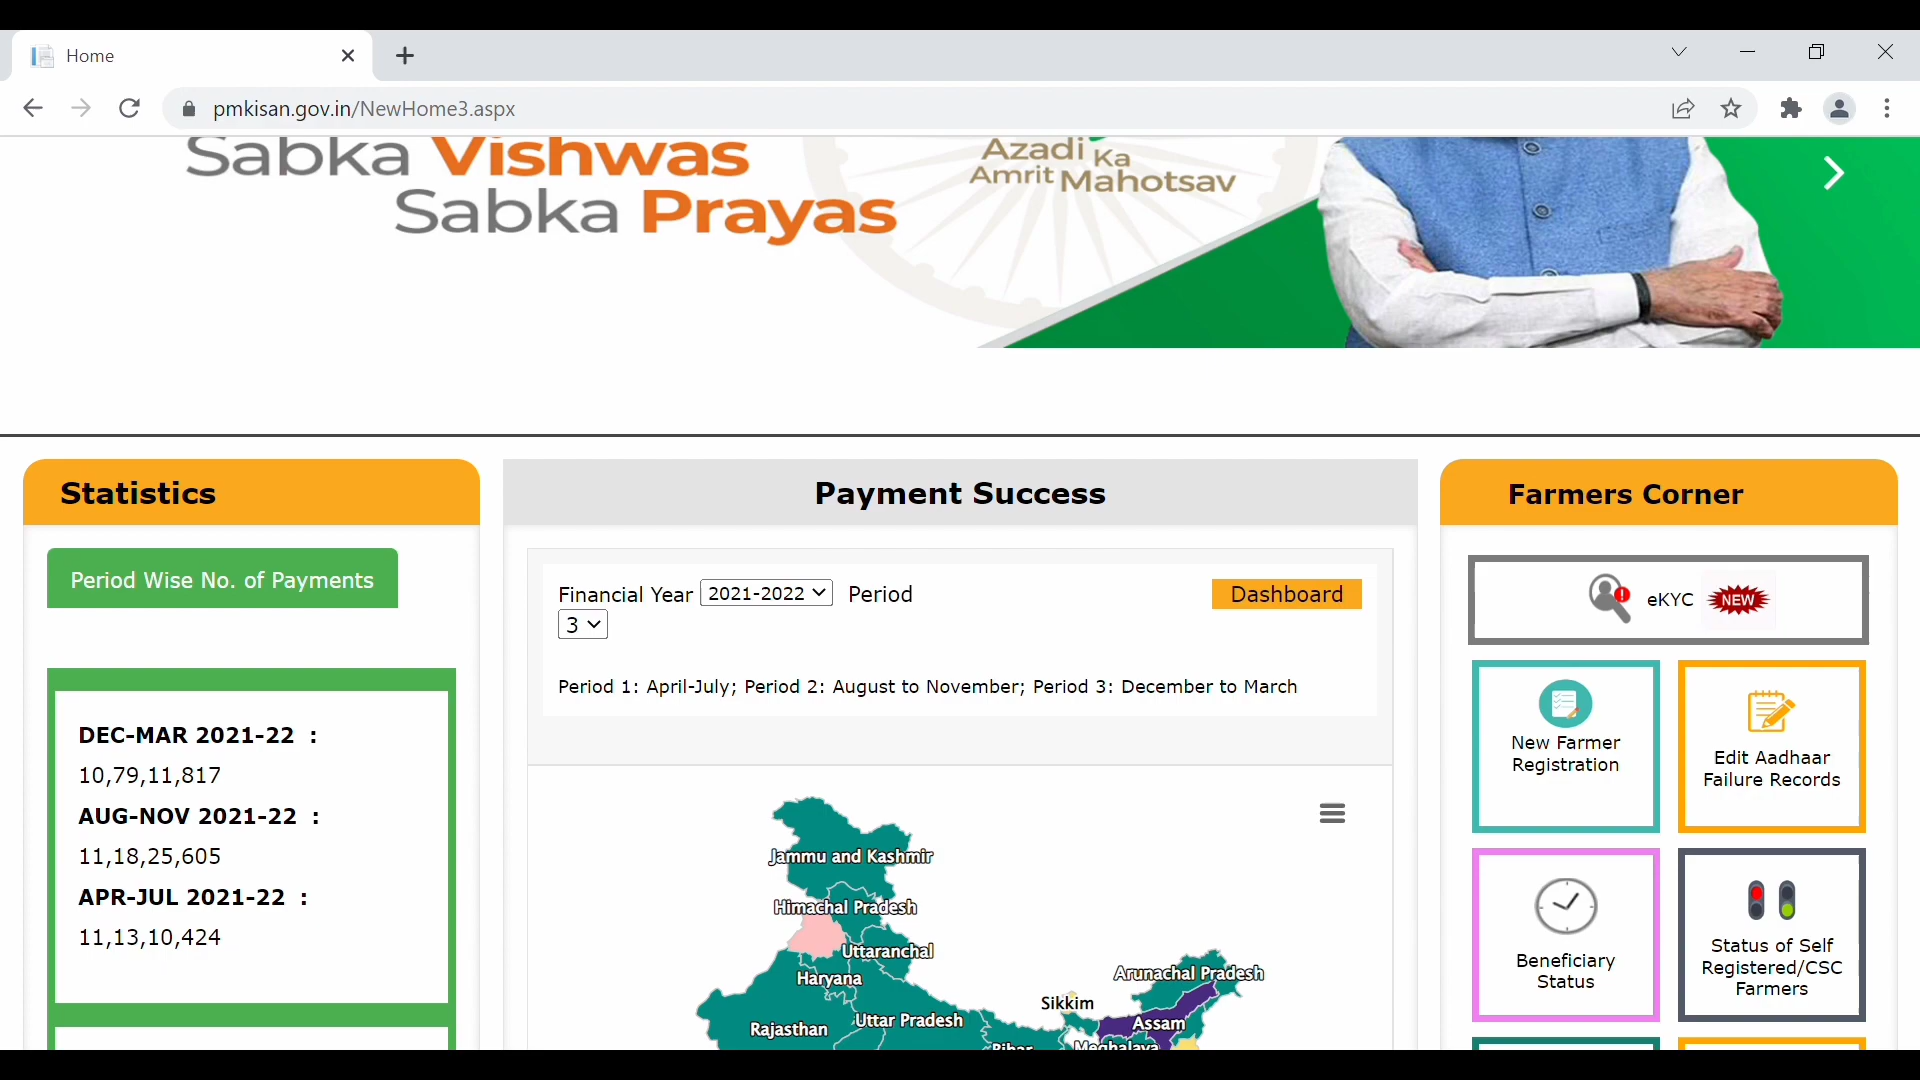 Home
pmkisan.gov.in/NewHome3.aspx
Sabka Vishwas
Sabka Prayas
Azadi Ka
Amrit Mahotsav
Statistics
Period Wise No. of Payments
DEC-MAR 2021-22 :
10,79,11,817
AUG-NOV 2021-22 :
11,18,25,605
APR-JUL 2021-22 :
11,13,10,424
Payment Success
Financial Year 2021-2022 Period
3
Dashboard
Period 1: April-July; Period 2: August to November; Period 3: December to March
Jammu and Kashmir
Himachal Pradesh
Uttaranchal
Haryana
Arunachal Pradesh
Sikkim
Uttar Pradesh
Assam
Rajasthan
Bihar
Meghalaya
Farmers Corner
eKYC NEW
New Farmer
Registration
Edit Aadhaar
Failure Records
Beneficiary
Status
Status of Self
Registered/CSC
Farmers